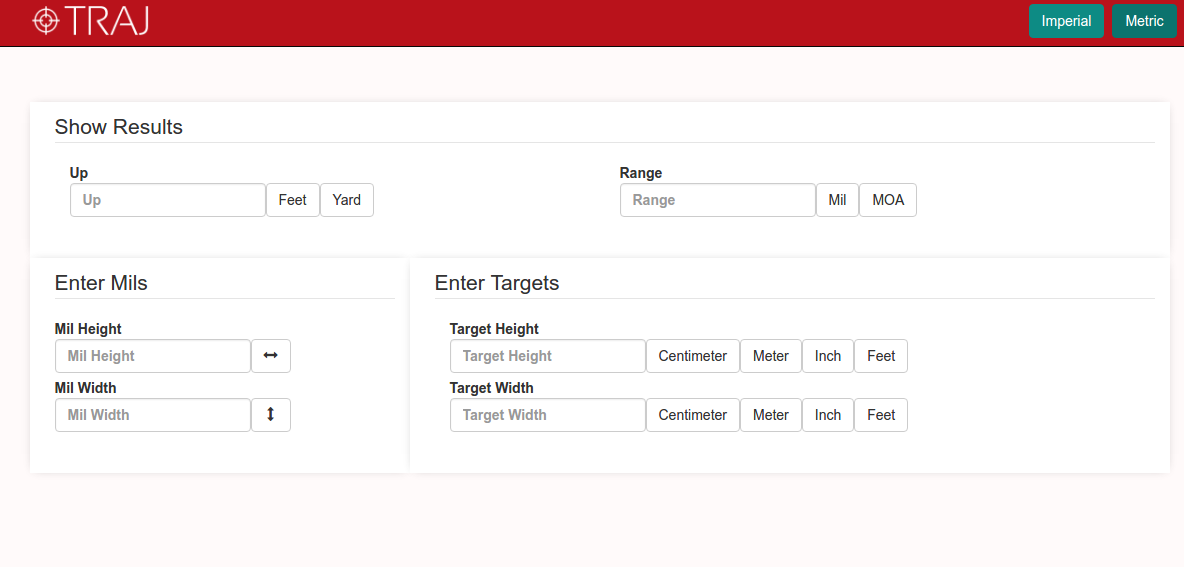 TRAJ Imperial Metric
Show Results
Up Range
Up Feet Yard Range Mil MOA
Enter Mils Enter Targets
Mil Height Target Height
Mil Height Target Height Centimeter Meter Inch Feet
Mil Width Target Width
Mil Width Target Width Centimeter Meter Inch Feet